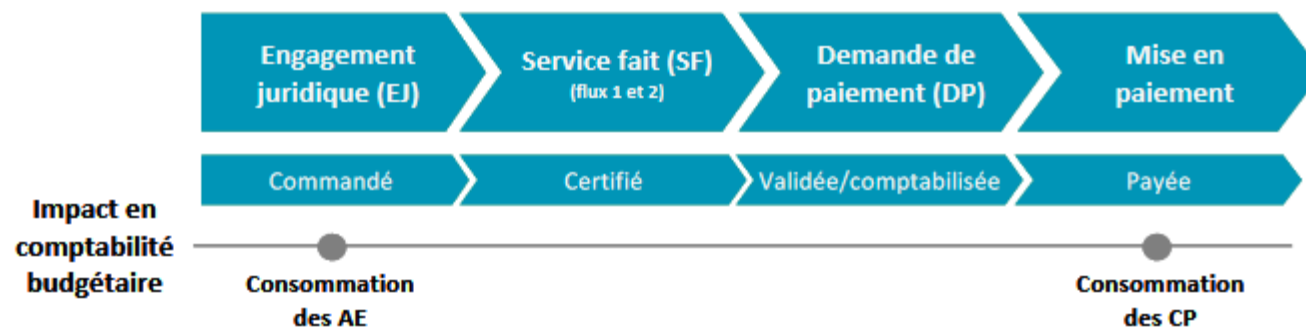 Engagement
juridique (EJ)
Service fait (SF)
(flux 1 et 2)
Demande de
paiement (DP)
Mise en
paiement
Commandé
Certifié
Validée/comptabilisée
Payée
Impact en
comptabilité
budgétaire
Consommation
des AE
Consommation
des CP